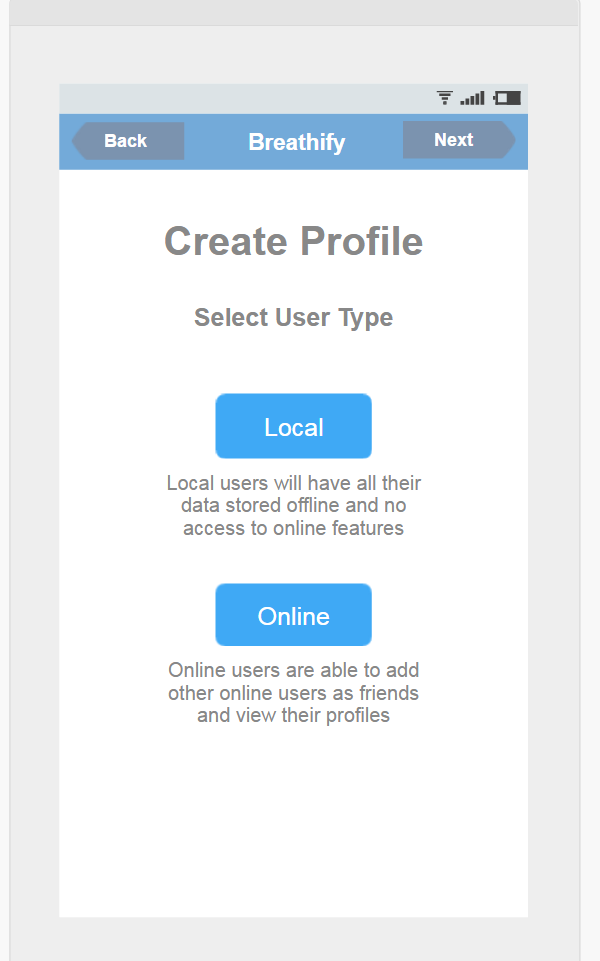 Back
Breathify
Next
Create Profile
Select User Type
Local
Local users will have all their
data stored offline and no
access to online features
Online
Online users are able to add
other online users as friends
and view their profiles